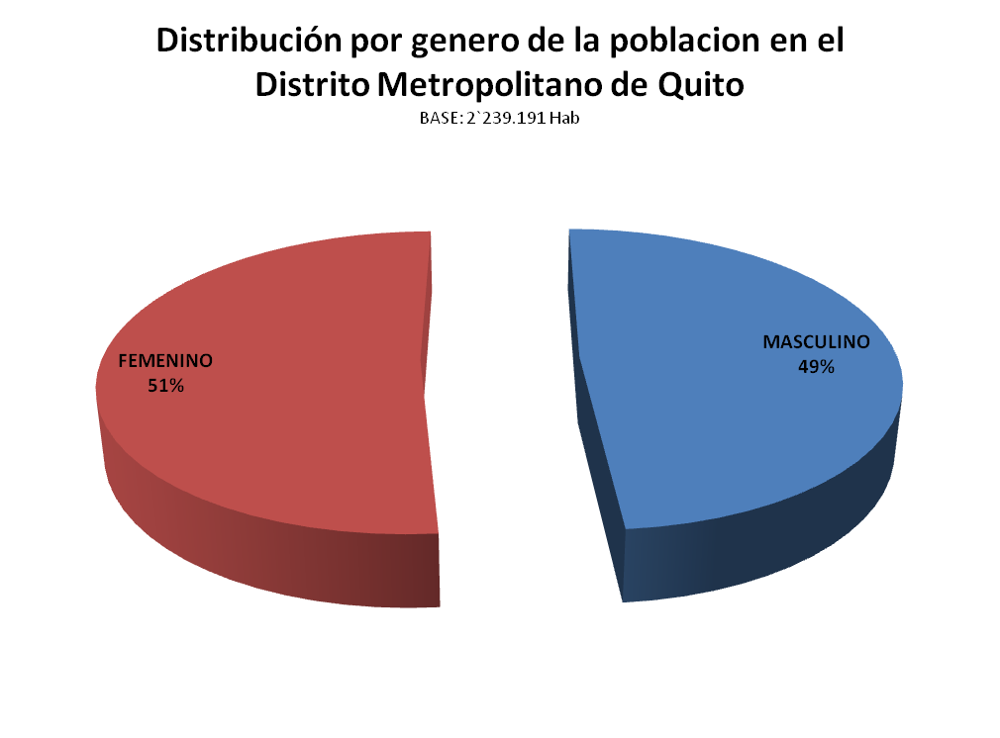 Distribución por genero de la poblacion en el
Distrito Metropolitano de Quito
BASE: 2`239.191 Hab
FEMENINO
51%
MASCULINO
49%